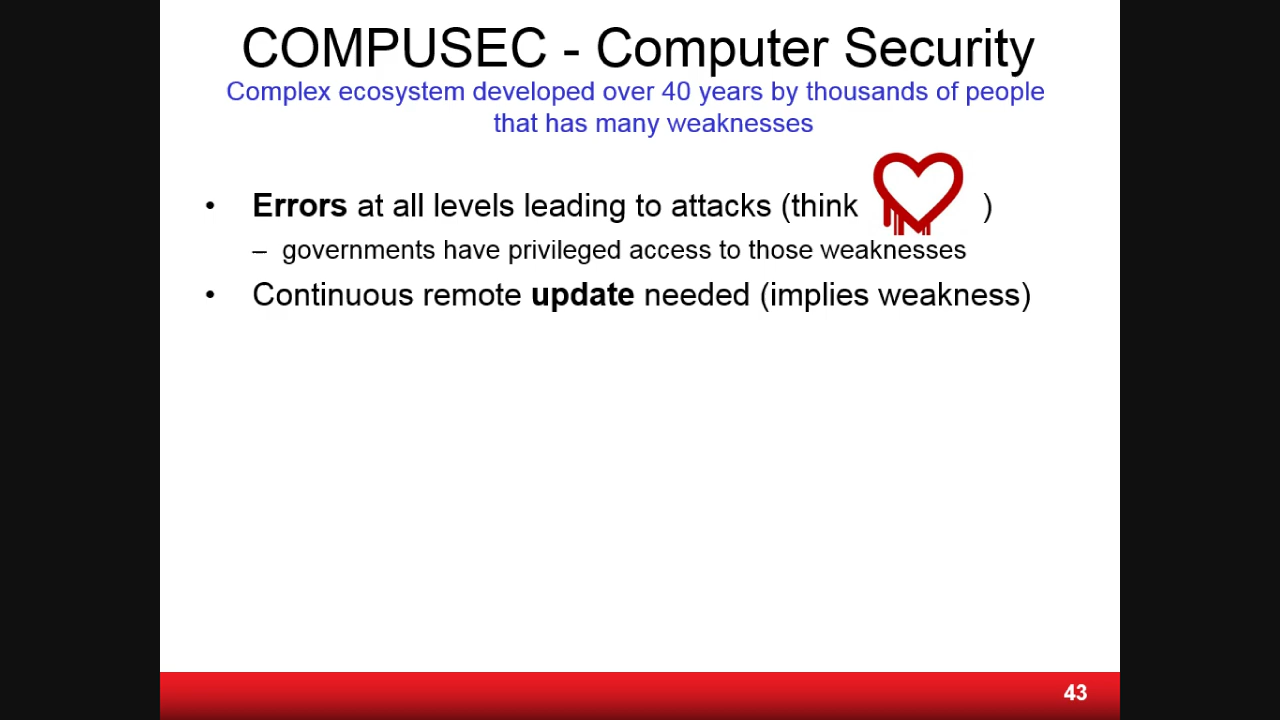 COMPUSEC - Computer Security
Complex ecosystem developed over 40 years by thousands of people
that has many weaknesses
• Errors at all levels leading to attacks (think )
– governments have privileged access to those weaknesses
• Continuous remote update needed (implies weakness)
43